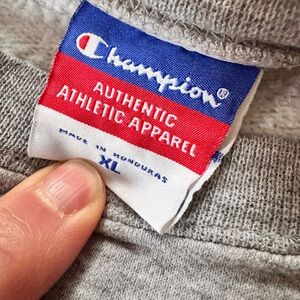 Champion®
AUTHENTIC
ATHLETIC APPAREL
MADE IN HONDURAS
XL